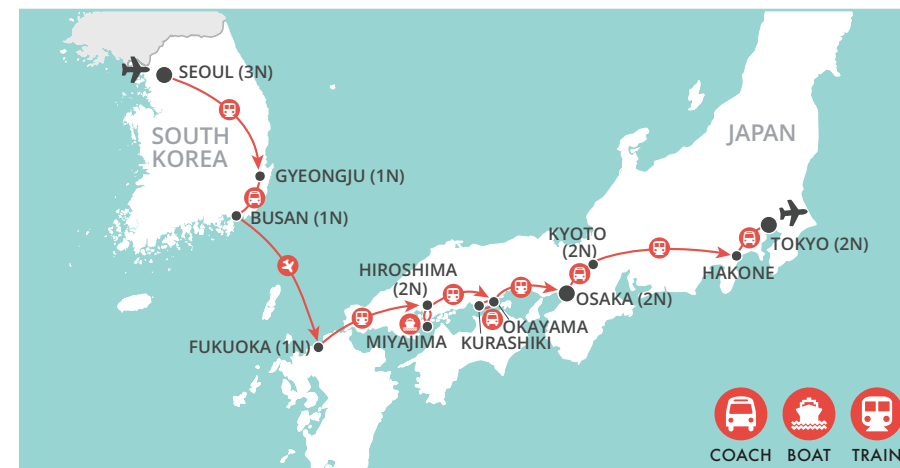 SEOUL (3N)
SOUTH
KOREA
JAPAN
GYEONGJU (1N)
BUSAN (1N)
KYOTO
(2N)
TOKYO (2N)
HIROSHIMA
(2N)
HAKONE
OSAKA (2N)
OKAYAMA
MIYAJIMA
KURASHIKI
FUKUOKA (1N)
COACH BOAT TRAIN